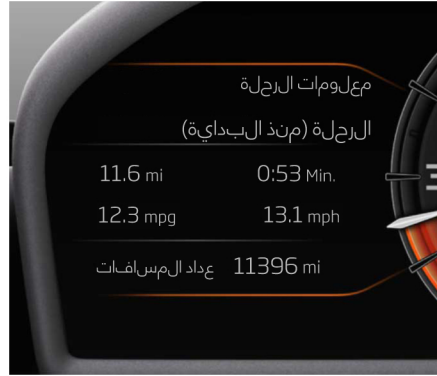 معلومات الرحلة
الرحلة (منذ البداية)
11.6 mi 0:53 Min.
12.3 mpg 13.1 mph
عداد المسافات 11396 mi